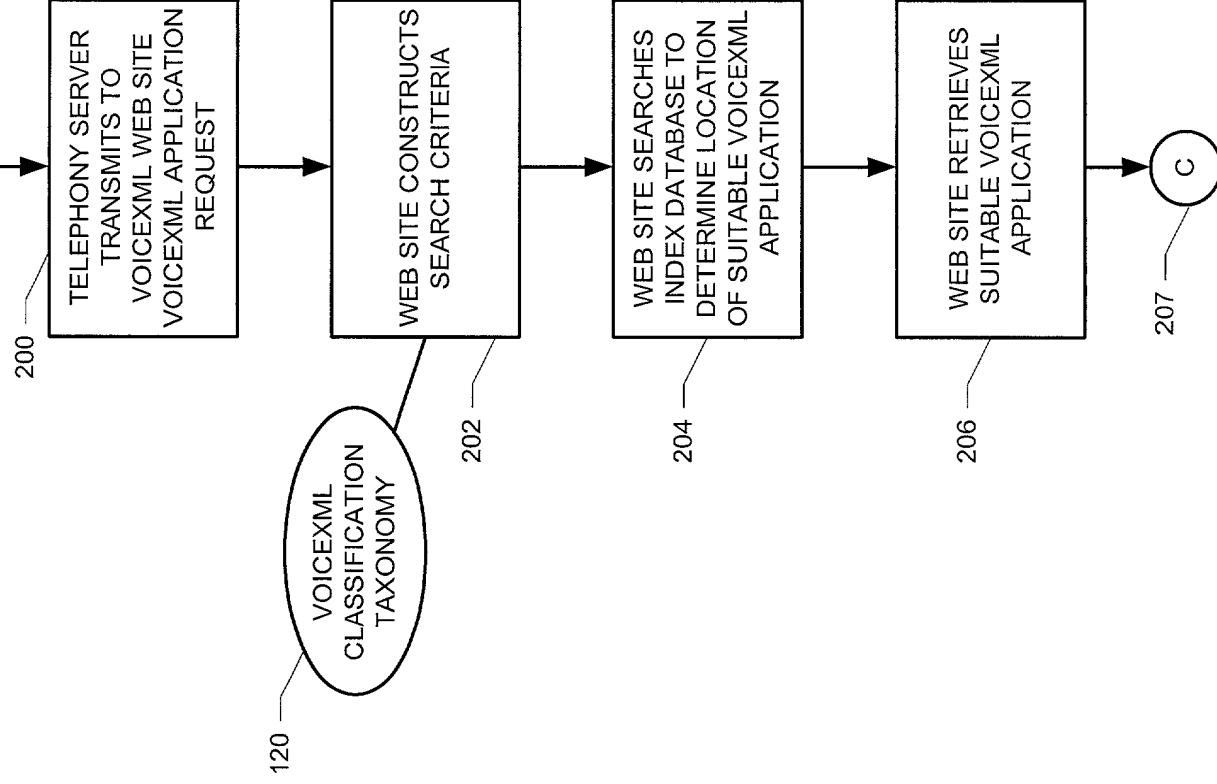 TELEPHONY SERVER
TRANSMITS TO
VOICEXML WEB SITE
VOICEXML APPLICATION
REQUEST
200
VOICEXML
CLASSIFICATION
TAXONOMY
120
WEB SITE CONSTRUCTS
SEARCH CRITERIA
202
WEB SITE SEARCHES
INDEX DATABASE TO
DETERMINE LOCATION
OF SUITABLE VOICEXML
APPLICATION
204
WEB SITE RETRIEVES
SUITABLE VOICEXML
APPLICATION
206
C
207